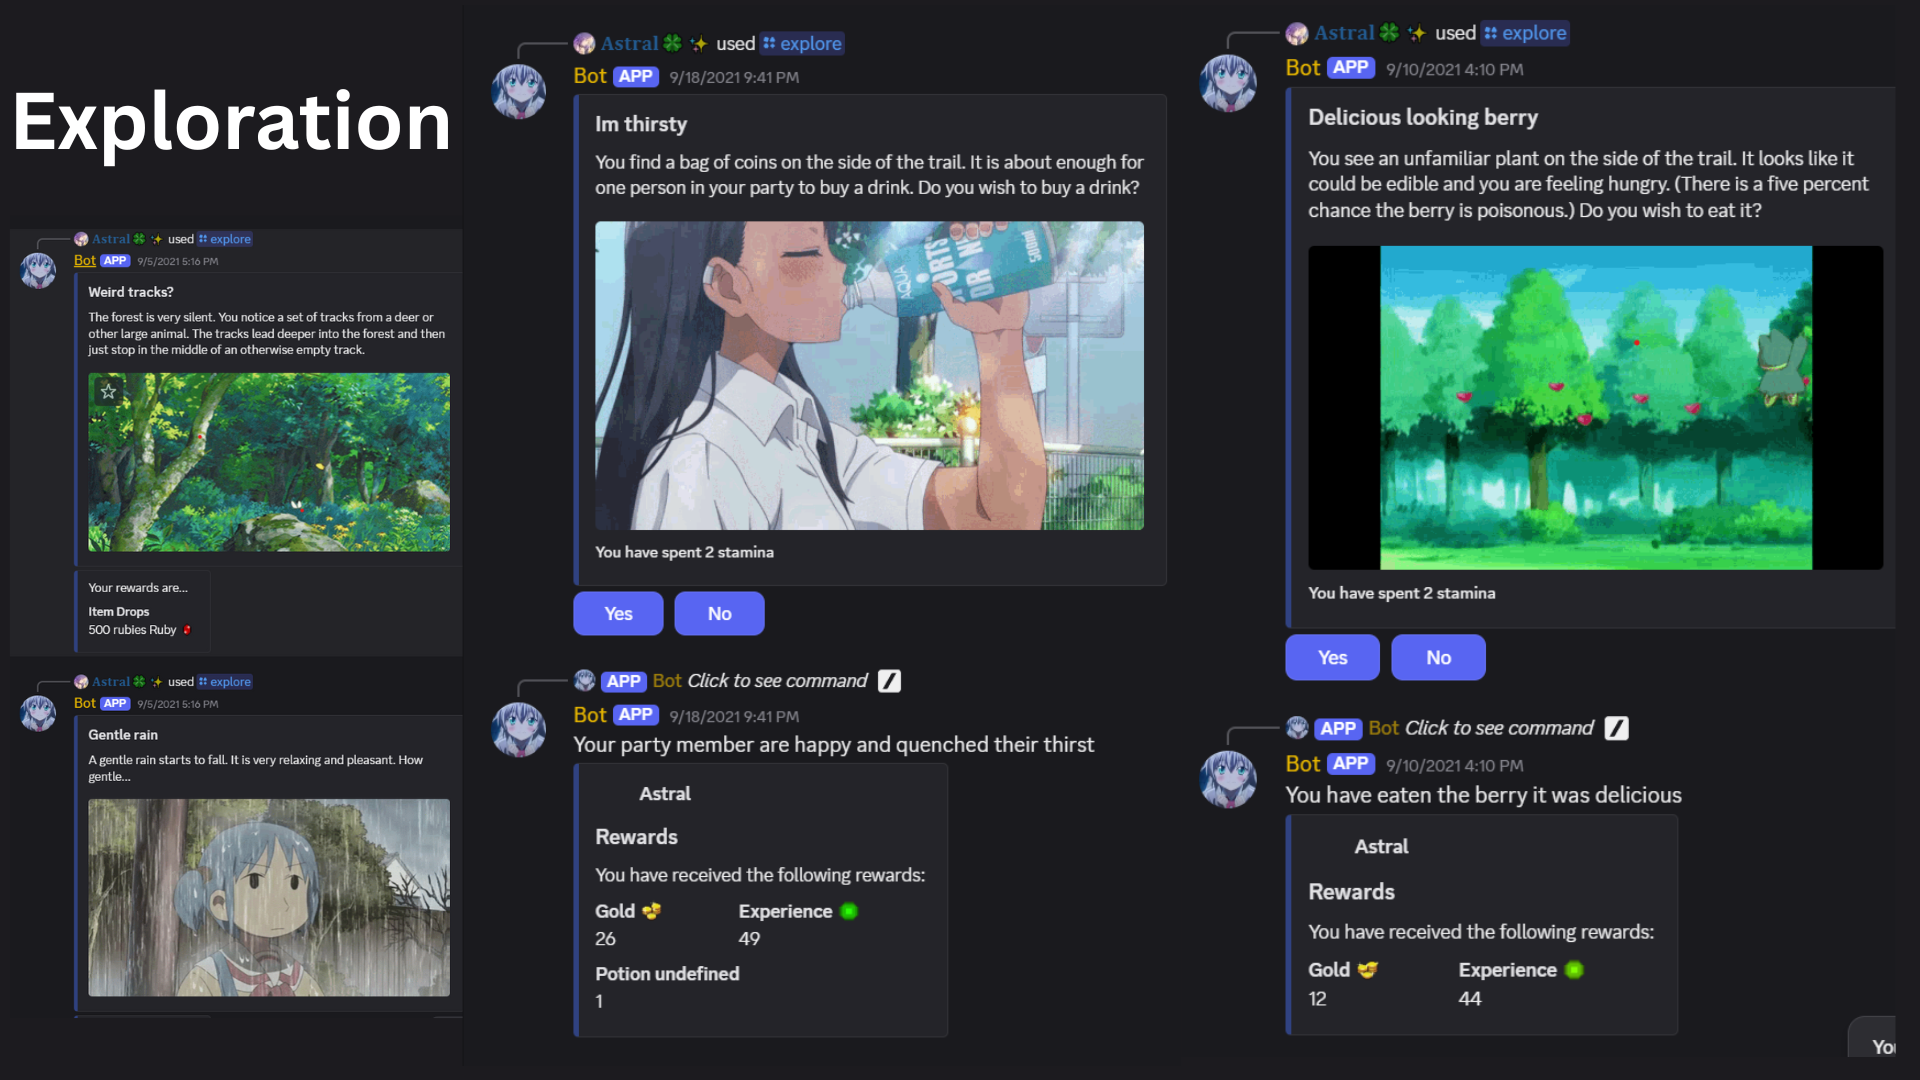 Exploration
Astral used explore
Bot APP 9/5/2021 5:16 PM
Weird tracks?
The forest is very silent. You notice a set of tracks from a deer or
other large animal. The tracks lead deeper into the forest and then
just stop in the middle of an otherwise empty track.
Your rewards are...
Item Drops
500 rubies Ruby
Astral used explore
Bot APP 9/5/2021 5:16 PM
Gentle rain
A gentle rain starts to fall. It is very relaxing and pleasant. How
gentle...
Astral used explore
Bot APP 9/18/2021 9:41 PM
Im thirsty
You find a bag of coins on the side of the trail. It is about enough for
one person in your party to buy a drink. Do you wish to buy a drink?
AQUA
500ml
You have spent 2 stamina
Yes No
APP Bot Click to see command
Bot APP 9/18/2021 9:41 PM
Your party member are happy and quenched their thirst
Astral
Rewards
You have received the following rewards:
Gold Experience
26 49
Potion undefined
1
Astral used explore
Bot APP 9/10/2021 4:10 PM
Delicious looking berry
You see an unfamiliar plant on the side of the trail. It looks like it
could be edible and you are feeling hungry. (There is a five percent
chance the berry is poisonous.) Do you wish to eat it?
You have spent 2 stamina
Yes No
APP Bot Click to see command
Bot APP 9/10/2021 4:10 PM
You have eaten the berry it was delicious
Astral
Rewards
You have received the following rewards:
Gold Experience
12 44